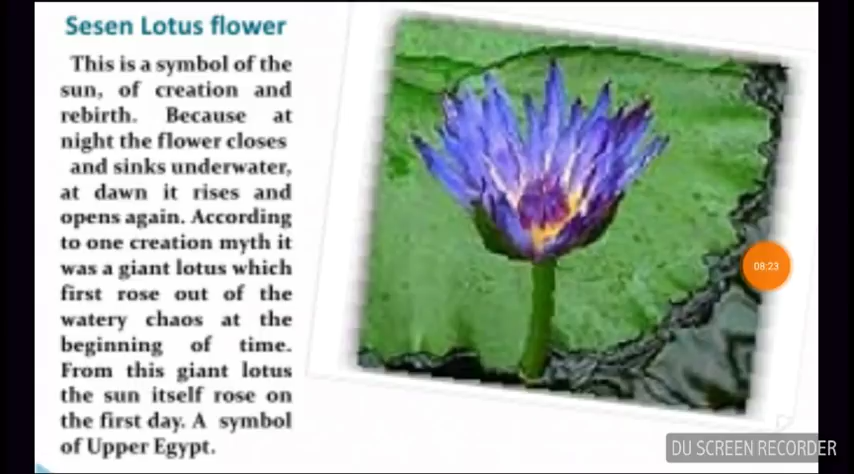 Sesen Lotus flower
This is a symbol of the
sun, of creation and
rebirth. Because at
night the flower closes
and sinks underwater,
at dawn it rises and
opens again. According
to one creation myth it
was a giant lotus which
first rose out of the
watery chaos at the
beginning of time.
From this giant lotus
the sun itself rose on
the first day. A symbol
of Upper Egypt.
08:23
DU SCREEN RECORDER